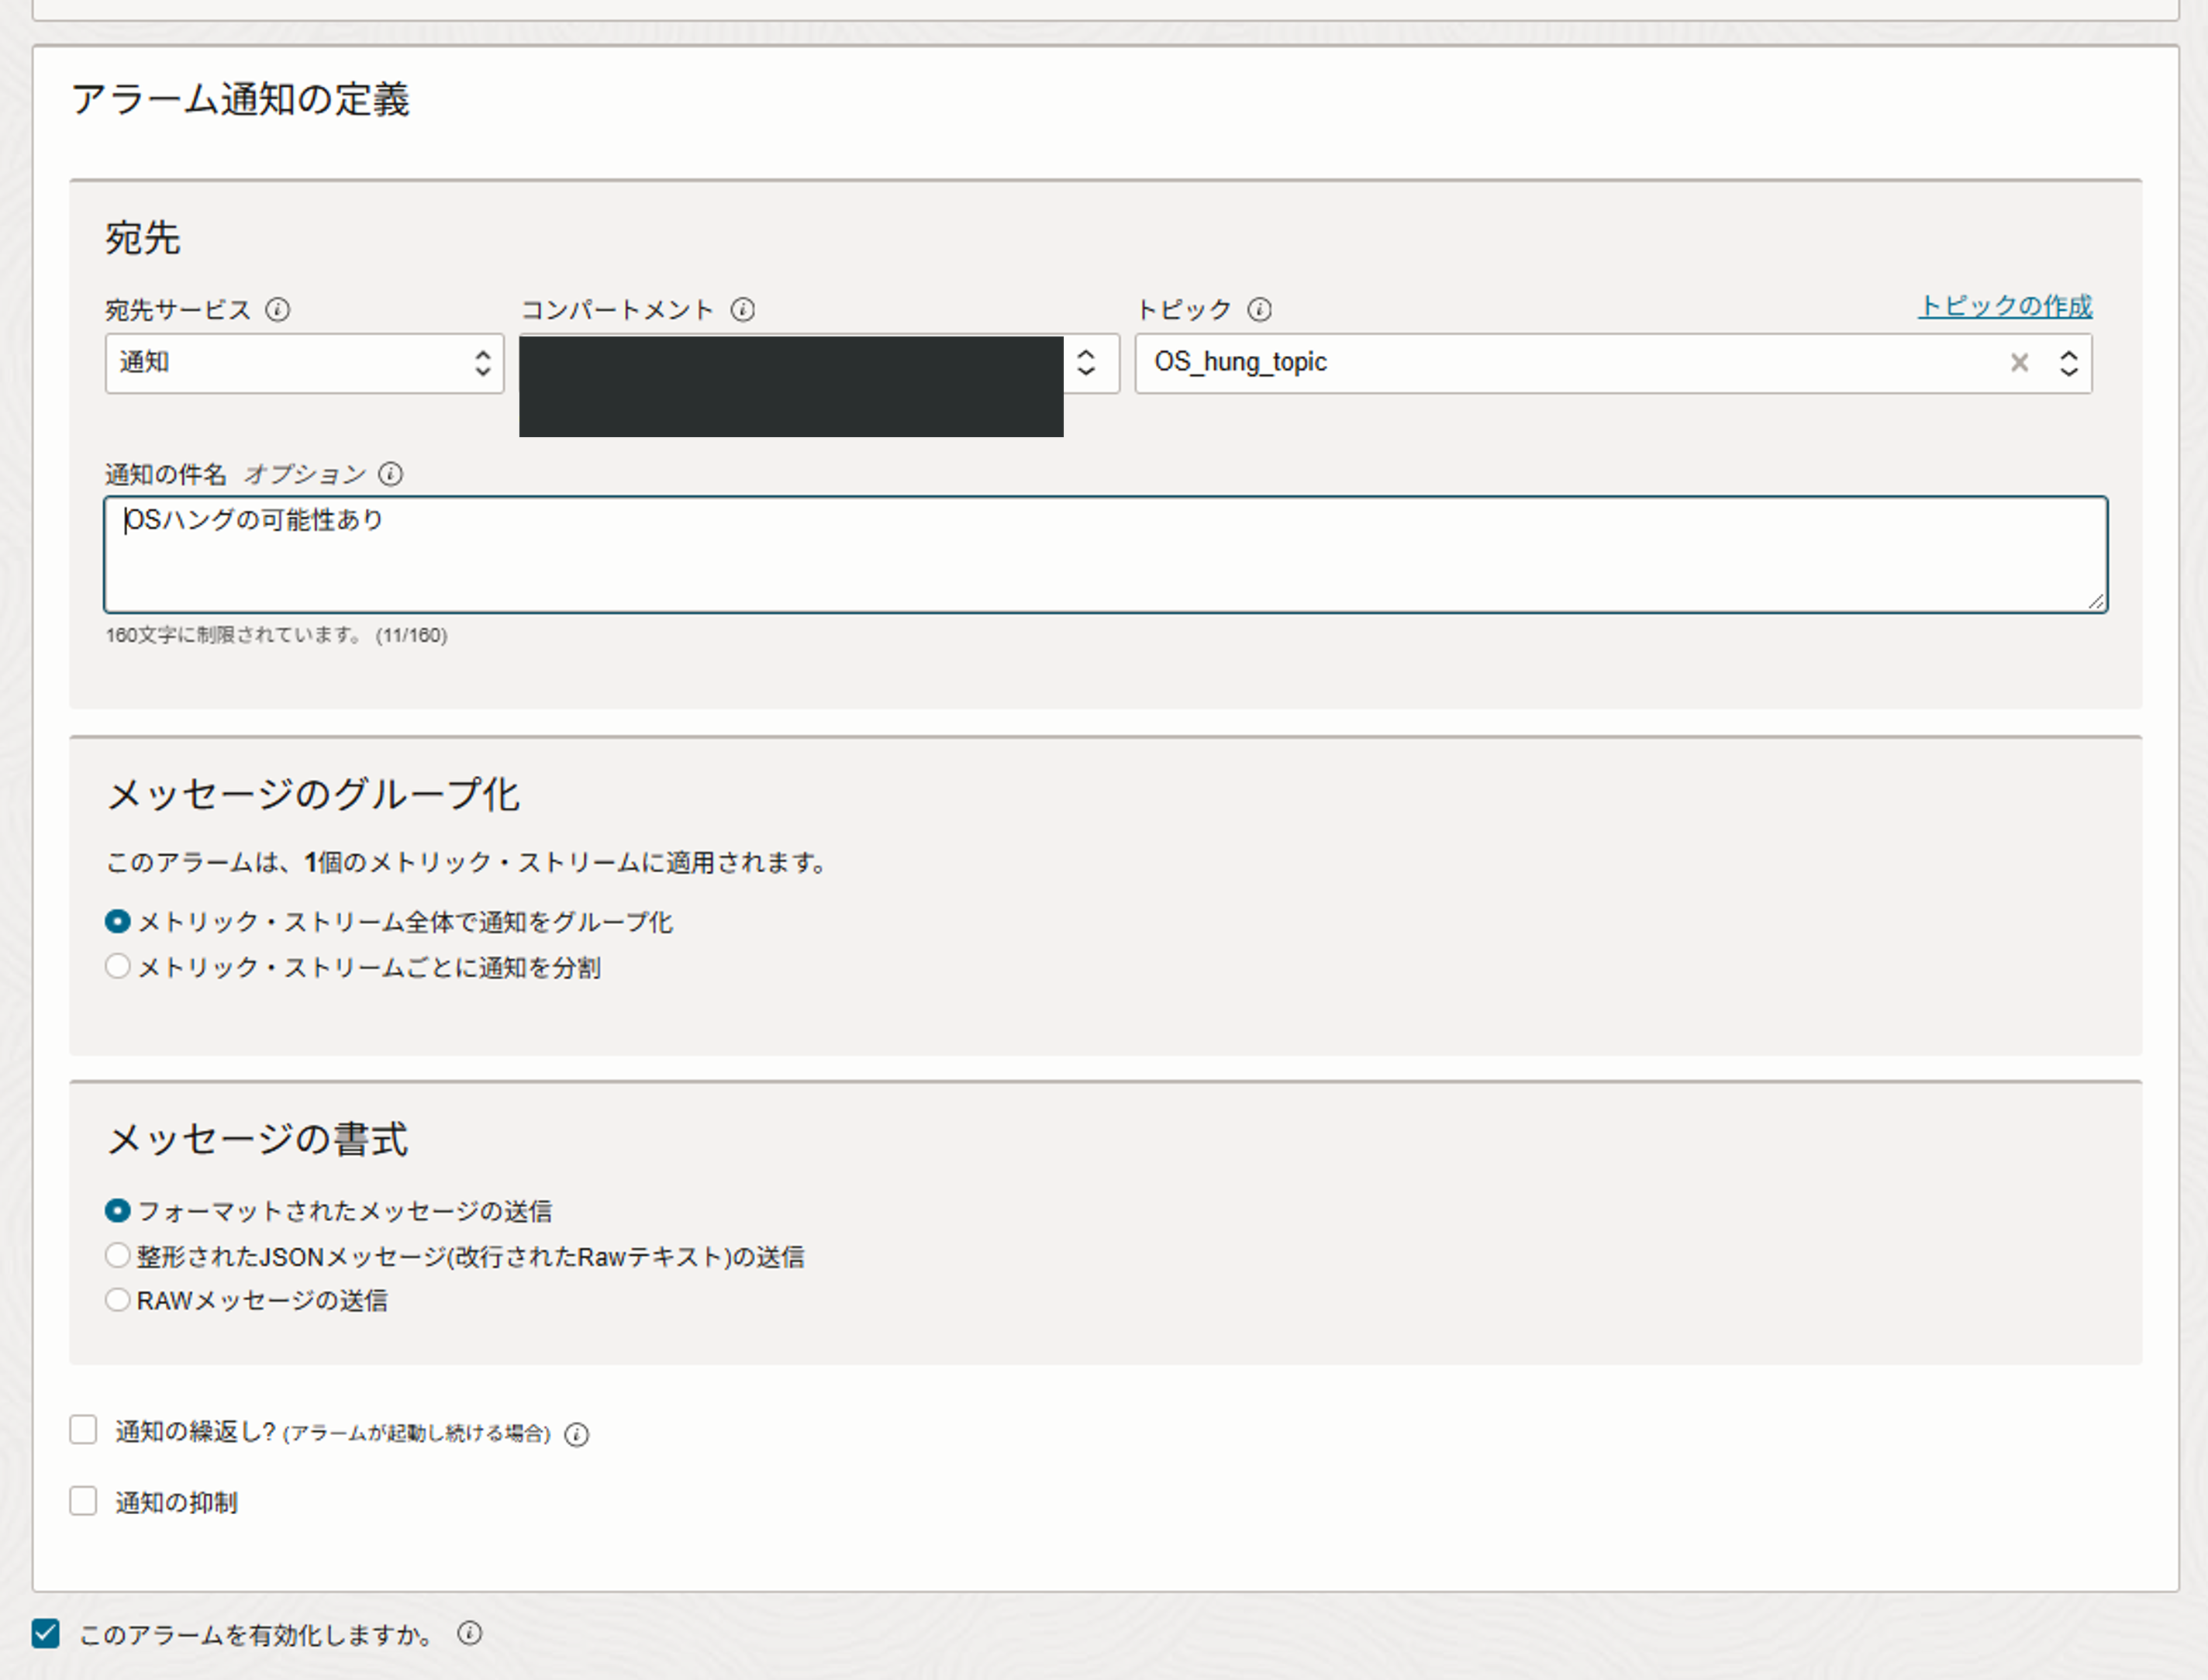 アラーム通知の定義
宛先
宛先サービス
コンパートメント
トピック
トピックの作成
通知
OS_hung_topic
通知の件名 オプション
OSハングの可能性あり
160文字に制限されています。 (11/160)
メッセージのグループ化
このアラームは、1個のメトリック・ストリームに適用されます。
メトリック・ストリーム全体で通知をグループ化
メトリック・ストリームごとに通知を分割
メッセージの書式
フォーマットされたメッセージの送信
整形されたJSONメッセージ(改行されたRawテキスト)の送信
RAWメッセージの送信
通知の繰返し? (アラームが起動し続ける場合)
通知の抑制
このアラームを有効化しますか。